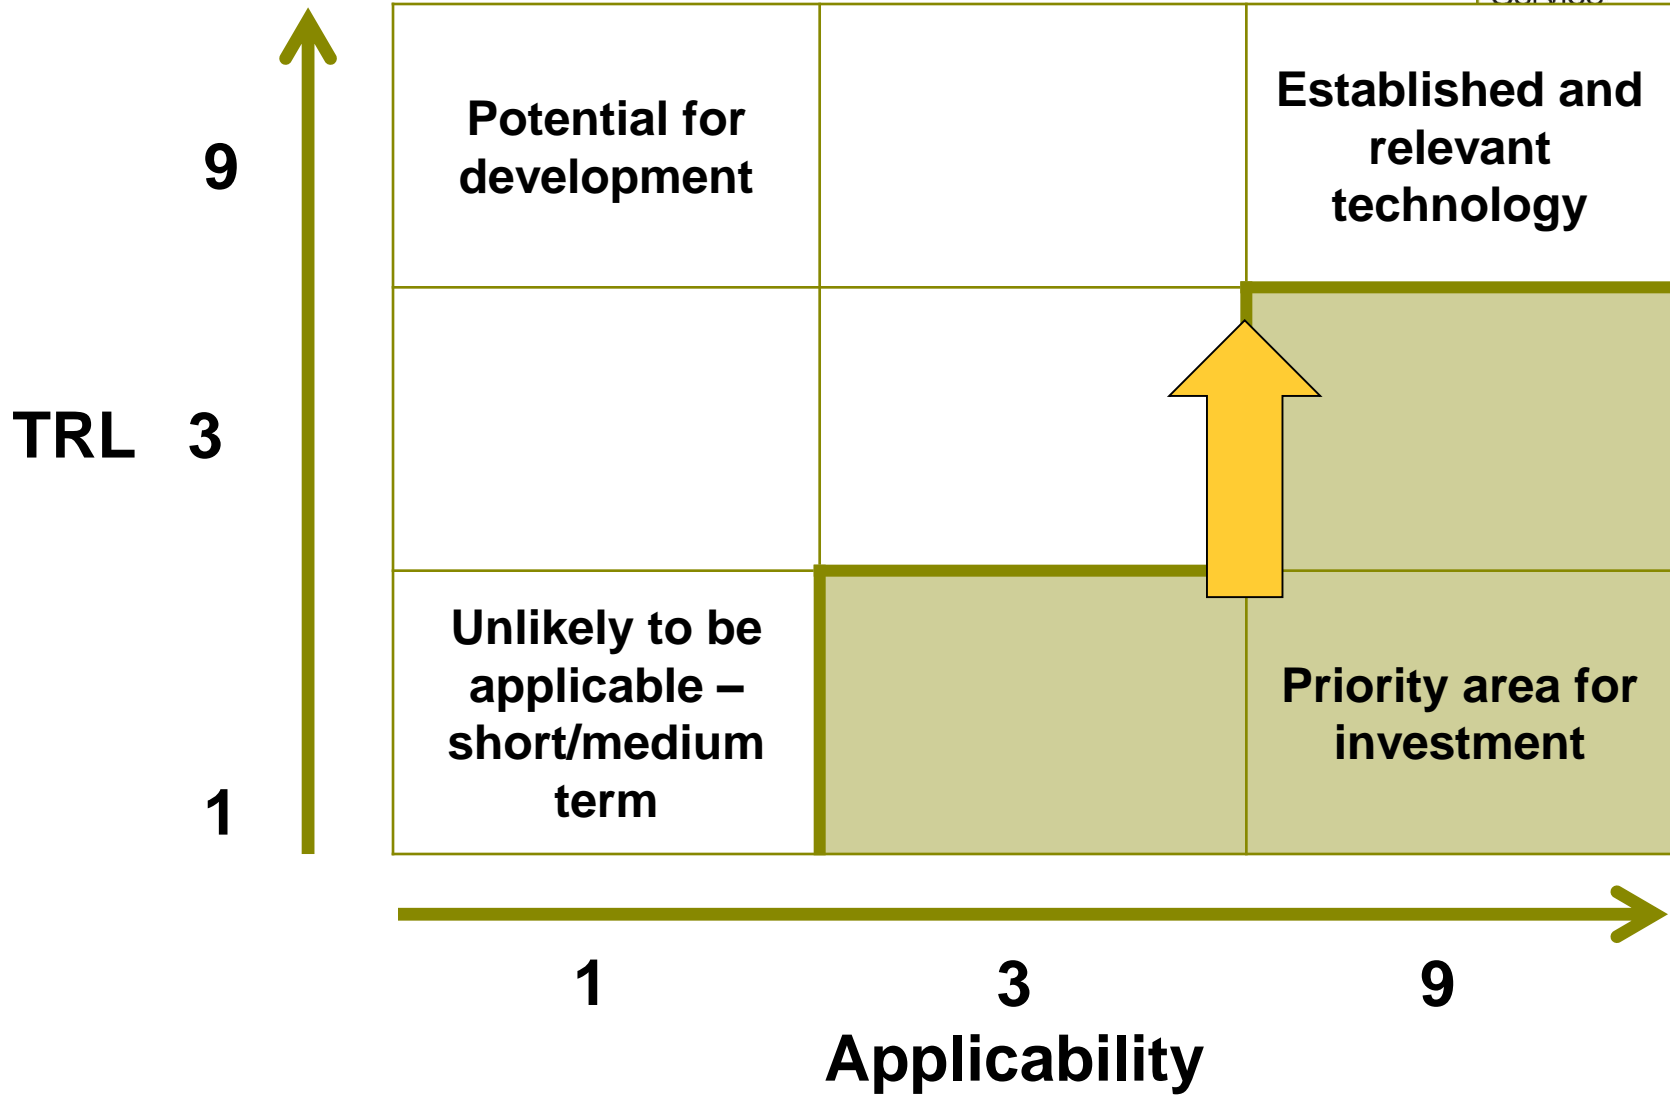 Potential for
development
Established and
relevant
technology
9
TRL 3
Unlikely to be
applicable –
short/medium
term
Priority area for
investment
1
1 3 9
Applicability